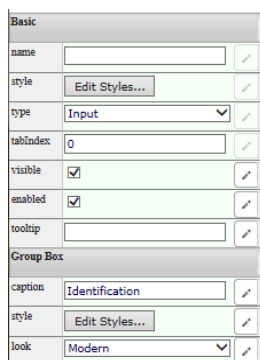 Basic
name
style Edit Styles...
type Input
tabIndex 0
visible
enabled
tooltip
Group Box
caption Identification
style Edit Styles...
look Modern